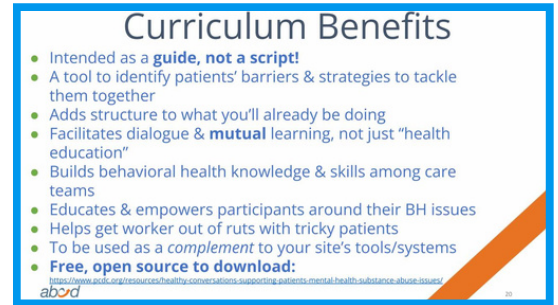 Curriculum Benefits
● Intended as a guide, not a script!
● A tool to identify patients' barriers & strategies to tackle
them together
● Adds structure to what you'll already be doing
● Facilitates dialogue & mutual learning, not just "health
education"
● Builds behavioral health knowledge & skills among care
teams
● Educates & empowers participants around their BH issues
● Helps get worker out of ruts with tricky patients
● To be used as a complement to your site's tools/systems
● Free, open source to download:
https://www.pcdc.org/resources/healthy-conversations-supporting-patients-mental-health-substance-abuse-issues/
20